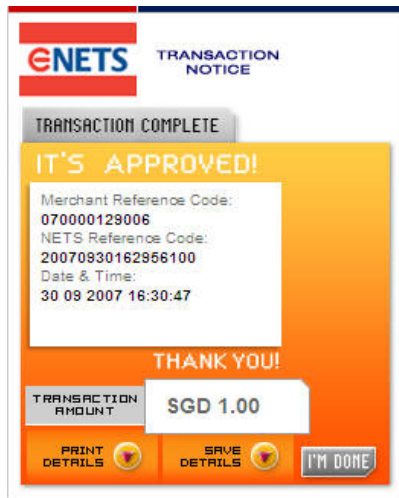 eNETS
TRANSACTION
NOTICE
TRANSACTION COMPLETE
IT'S APPROVED!
Merchant Reference Code:
070000129006
NETS Reference Code:
20070930162956100
Date & Time:
30 09 2007 16:30:47
THANK YOU!
TRANSACTION
AMOUNT
SGD 1.00
PRINT
DETAILS
SAVE
DETAILS
I'M DONE